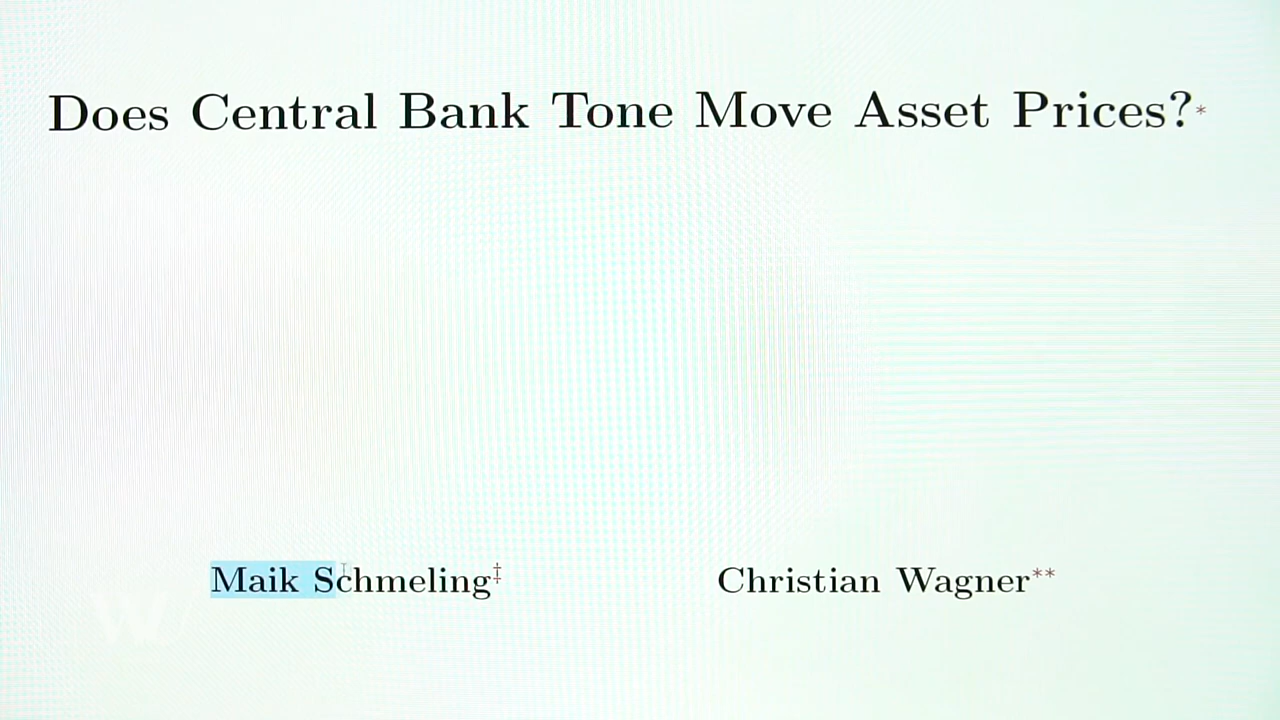 Does Central Bank Tone Move Asset Prices?*
Maik Schmeling‡ Christian Wagner**
W